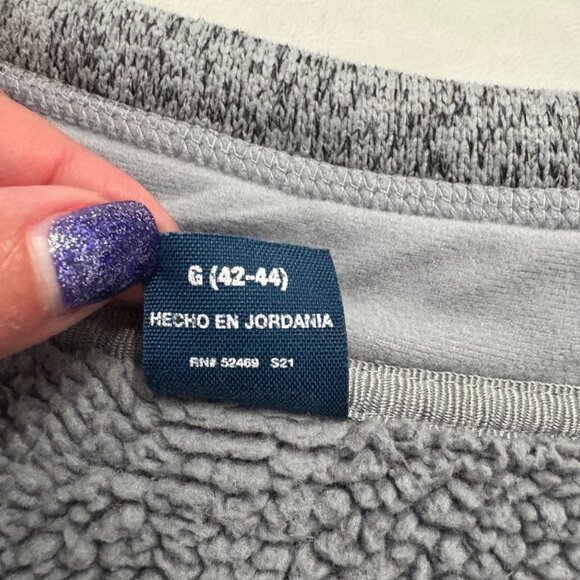 G (42-44)
HECHO EN JORDANIA
RN# 52469 S21